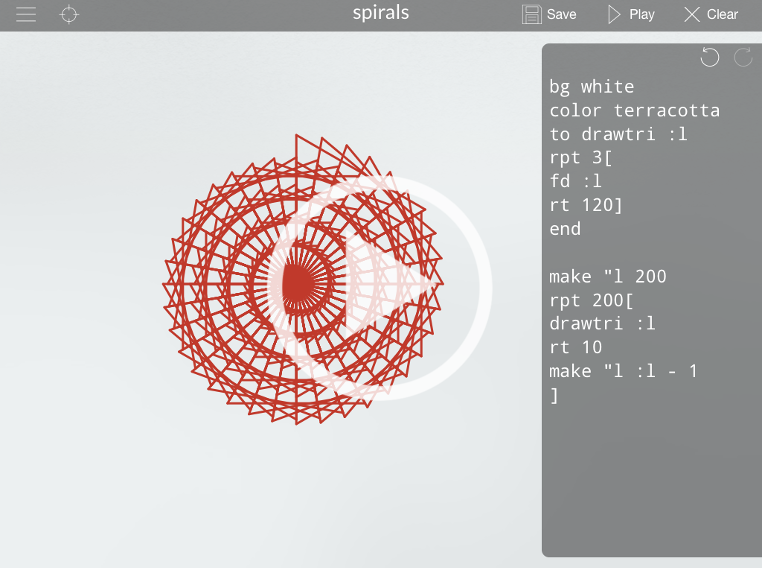 spirals
Save
Play
Clear
bg white
color terracotta
to drawtri :l
rpt 3[
fd :l
rt 120]
end
make "l 200
rpt 200[
drawtri :l
rt 10
make "l :l - 1
]